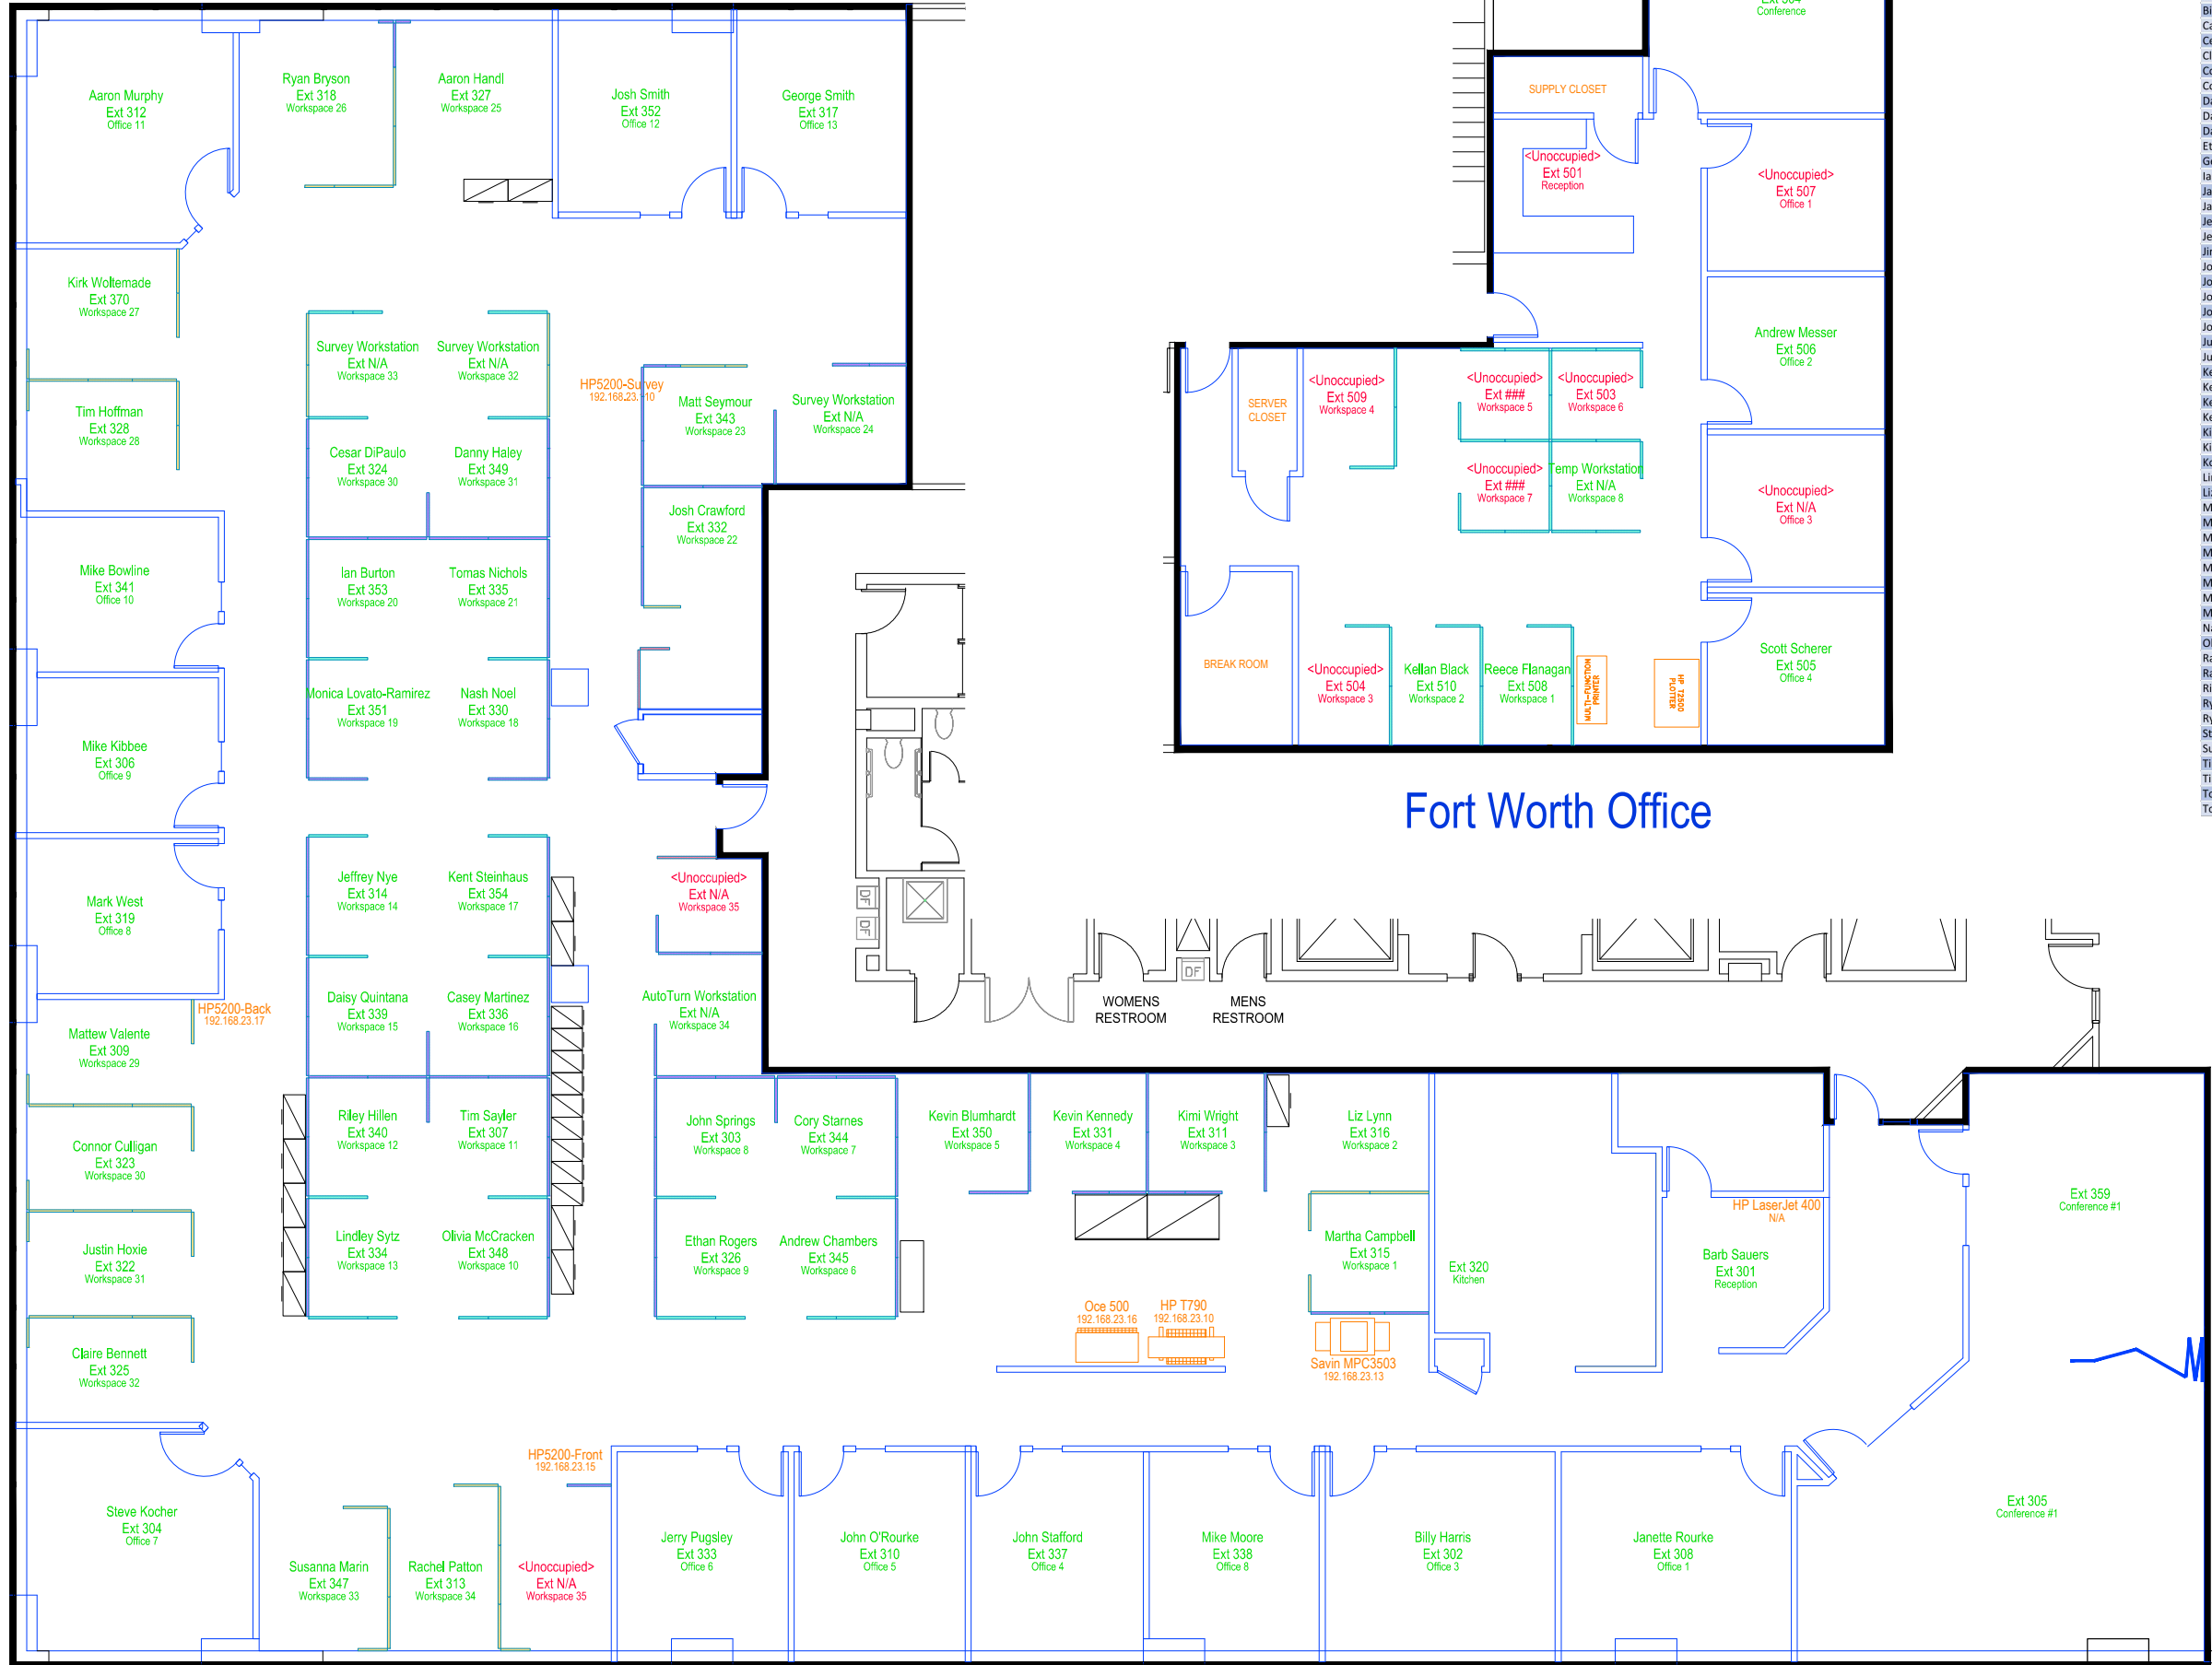 Aaron Murphy
Ext 312
Office 11
Ryan Bryson
Ext 318
Workspace 26
Aaron Handl
Ext 327
Workspace 25
Josh Smith
Ext 352
Office 12
George Smith
Ext 317
Office 13
Kirk Woltemade
Ext 370
Workspace 27
Tim Hoffman
Ext 328
Workspace 28
Survey Workstation
Ext N/A
Workspace 33
Survey Workstation
Ext N/A
Workspace 32
HP5200-Survey
Matt Seymour
Ext 343
Workspace 23
Survey Workstation
Ext N/A
Workspace 24
Cesar DiPaulo
Ext 324
Workspace 30
Danny Haley
Ext 349
Workspace 31
Josh Crawford
Ext 332
Workspace 22
Mike Bowline
Ext 341
Office 10
Ian Burton
Ext 353
Workspace 20
Tomas Nichols
Ext 335
Workspace 21
Monica Lovato-Ramirez
Ext 351
Workspace 19
Nash Noel
Ext 330
Workspace 18
Mike Kibbee
Ext 306
Office 9
Mark West
Ext 319
Office 8
Jeffrey Nye
Ext 314
Workspace 14
Kent Steinhaus
Ext 354
Workspace 17
<Unoccupied>
Ext N/A
Workspace 35
HP5200-Back
192.168.23.17
Daisy Quintana
Ext 339
Workspace 15
Casey Martinez
Ext 336
Workspace 16
AutoTurn Workstation
Ext N/A
Workspace 34
Mattew Valente
Ext 309
Workspace 29
Connor Culligan
Ext 323
Workspace 30
Justin Hoxie
Ext 322
Workspace 31
Claire Bennett
Ext 325
Workspace 32
Riley Hillen
Ext 340
Workspace 12
Tim Sayler
Ext 307
Workspace 11
Lindley Sytz
Ext 334
Workspace 13
Olivia McCracken
Ext 348
Workspace 10
John Springs
Ext 303
Workspace 8
Cory Starnes
Ext 344
Workspace 7
Ethan Rogers
Ext 326
Workspace 9
Andrew Chambers
Ext 345
Workspace 6
Kevin Blumhardt
Ext 350
Workspace 5
Kevin Kennedy
Ext 331
Workspace 4
Kimi Wright
Ext 311
Workspace 3
Liz Lynn
Ext 316
Workspace 2
Martha Campbell
Ext 315
Workspace 1
Oce 500
192.168.23.16
HP T790
192.168.23.10
Savin MPC3503
192.168.23.13
Ext 320
Kitchen
HP LaserJet 400
N/A
Barb Sauers
Ext 301
Reception
Ext 359
Conference #1
Ext 305
Conference #1
Steve Kocher
Ext 304
Office 7
HP5200-Front
192.168.23.15
Susanna Marin
Ext 347
Workspace 33
Rachel Patton
Ext 313
Workspace 34
<Unoccupied>
Ext N/A
Workspace 35
Jerry Pugsley
Ext 333
Office 6
John O'Rourke
Ext 310
Office 5
John Stafford
Ext 337
Office 4
Mike Moore
Ext 338
Office 8
Billy Harris
Ext 302
Office 3
Janette Rourke
Ext 308
Office 1
DF
DF
DF
WOMENS
RESTROOM
MENS
RESTROOM
Conference
SUPPLY CLOSET
<Unoccupied>
Ext 501
Reception
<Unoccupied>
Ext 507
Office 1
Andrew Messer
Ext 506
Office 2
SERVER
CLOSET
<Unoccupied>
Ext 509
Workspace 4
<Unoccupied>
Ext ###
Workspace 5
<Unoccupied>
Ext 503
Workspace 6
<Unoccupied>
Ext ###
Workspace 7
Temp Workstation
Ext N/A
Workspace 8
<Unoccupied>
Ext N/A
Office 3
BREAK ROOM
<Unoccupied>
Ext 504
Workspace 3
Kellan Black
Ext 510
Workspace 2
Reece Flanagan
Ext 508
Workspace 1
MULTI-FUNCTION
PRINTER
HP T2500
PLOTTER
Scott Scherer
Ext 505
Office 4
Fort Worth Office